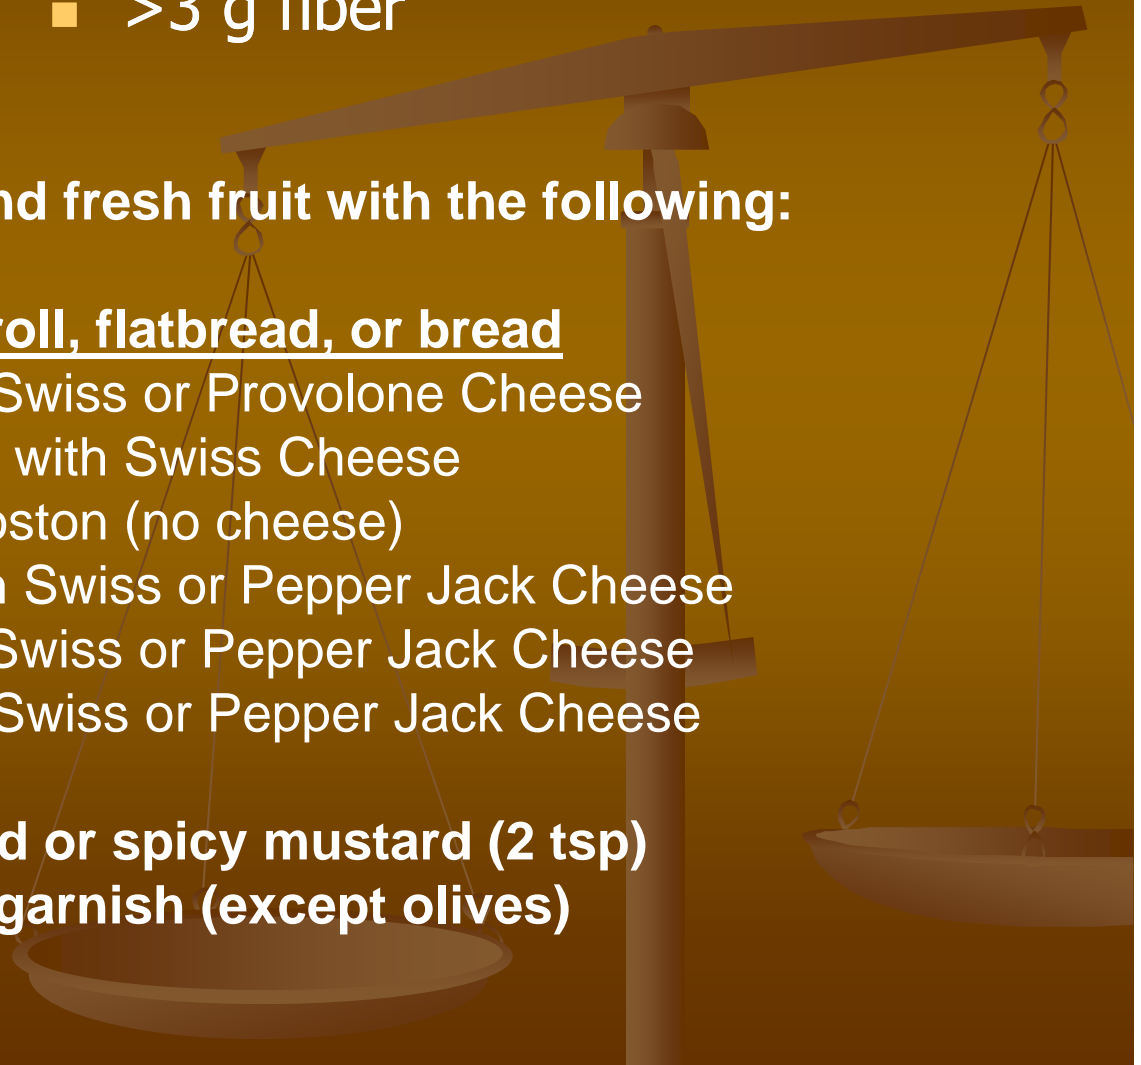 >3 g fiber
nd fresh fruit with the following:
roll, flatbread, or bread
Swiss or Provolone Cheese
with Swiss Cheese
oston (no cheese)
n Swiss or Pepper Jack Cheese
Swiss or Pepper Jack Cheese
Swiss or Pepper Jack Cheese
d or spicy mustard (2 tsp)
garnish (except olives)